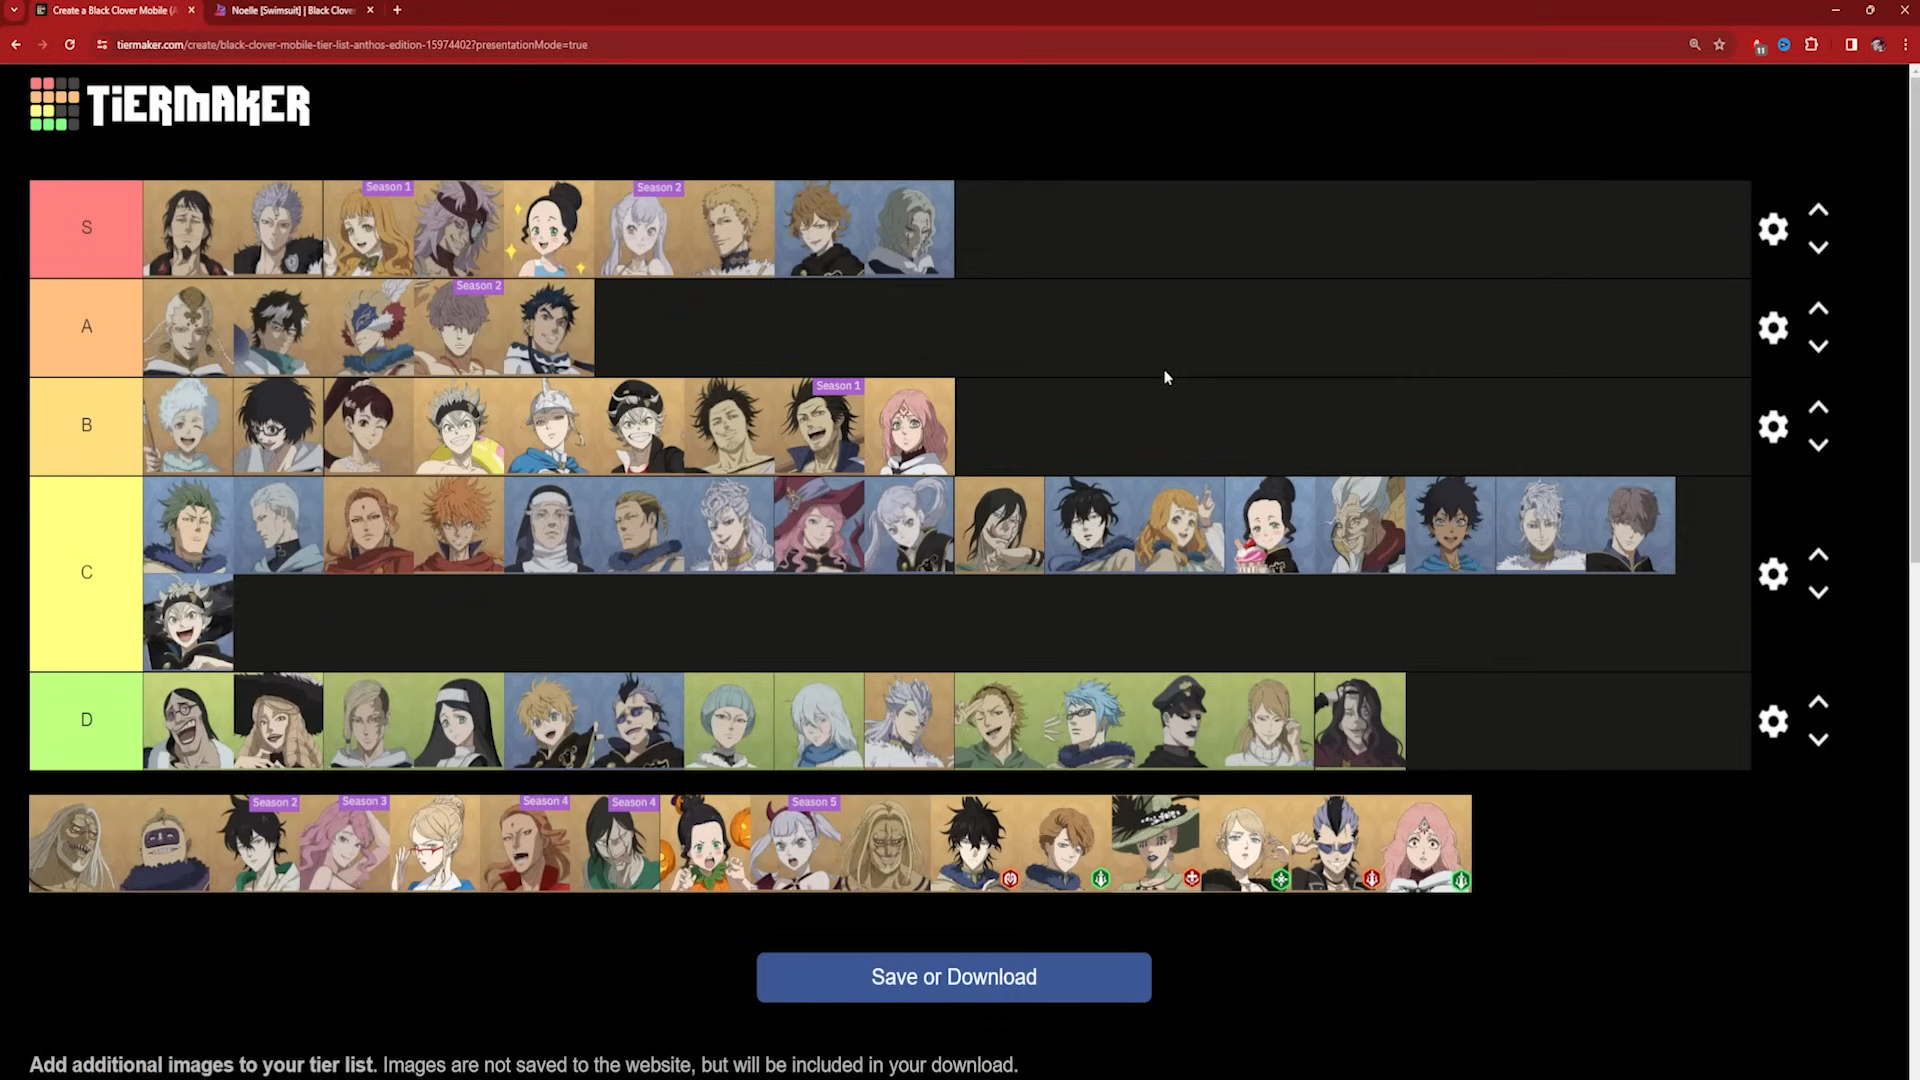 Create a Black Clover Mobile (A
Noelle [Swimsuit] | Black Clove
tiermaker.com/create/black-clover-mobile-tier-list-anthos-edition-15974402?presentationMode=true
11
TiERMAKER
S
Season 1
Season 2
A
Season 2
B
Season 1
C
D
Season 2
Season 3
Season 4
Season 4
Season 5
Save or Download
Add additional images to your tier list. Images are not saved to the website, but will be included in your download.